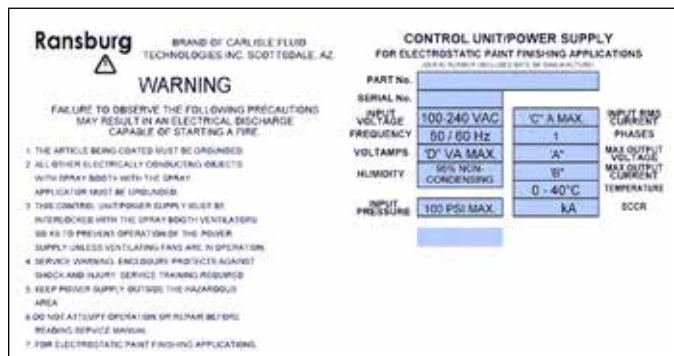 Ransburg
BRAND OF CARLISLE FLUID
TECHNOLOGIES INC. SCOTTSDALE, AZ
WARNING
FAILURE TO OBSERVE THE FOLLOWING PRECAUTIONS
MAY RESULT IN AN ELECTRICAL DISCHARGE
CAPABLE OF STARTING A FIRE
1. THE ARTICLE BEING COATED MUST BE GROUNDED.
2. ALL OTHER ELECTRICALLY CONDUCTING OBJECTS
WITH SPRAY BOOTH WITH THE SPRAY
APPLICATOR MUST BE GROUNDED.
3. THIS CONTROL UNIT/POWER SUPPLY MUST BE
INTERLOCKED WITH THE SPRAY BOOTH VENTILATORS
SO AS TO PREVENT OPERATION OF THE POWER
SUPPLY UNLESS VENTILATING FANS ARE IN OPERATION.
4. SERVICE WARNING: ENCLOSURE PROTECTS AGAINST
SHOCK AND INJURY. SERVICE TRAINING REQUIRED
5. KEEP POWER SUPPLY OUTSIDE THE HAZARDOUS
AREA
6. DO NOT ATTEMPT OPERATION OR REPAIR BEFORE
READING SERVICE MANUAL
7. FOR ELECTROSTATIC PAINT FINISHING APPLICATIONS.
CONTROL UNIT/POWER SUPPLY
FOR ELECTROSTATIC PAINT FINISHING APPLICATIONS
(SERIAL NUMBER INCLUDES DATE OF MANUFACTURE)
PART No.
SERIAL No.
INPUT VOLTAGE 100-240 VAC "C" A MAX. INPUT RMS CURRENT
FREQUENCY 50 / 60 Hz 1 PHASES
VOLTAMPS "D" VA MAX. "A" MAX OUTPUT VOLTAGE
HUMIDITY 95% NON-CONDENSING "B" MAX OUTPUT CURRENT
0 - 40°C TEMPERATURE
INPUT PRESSURE 100 PSI MAX. kA SCCR